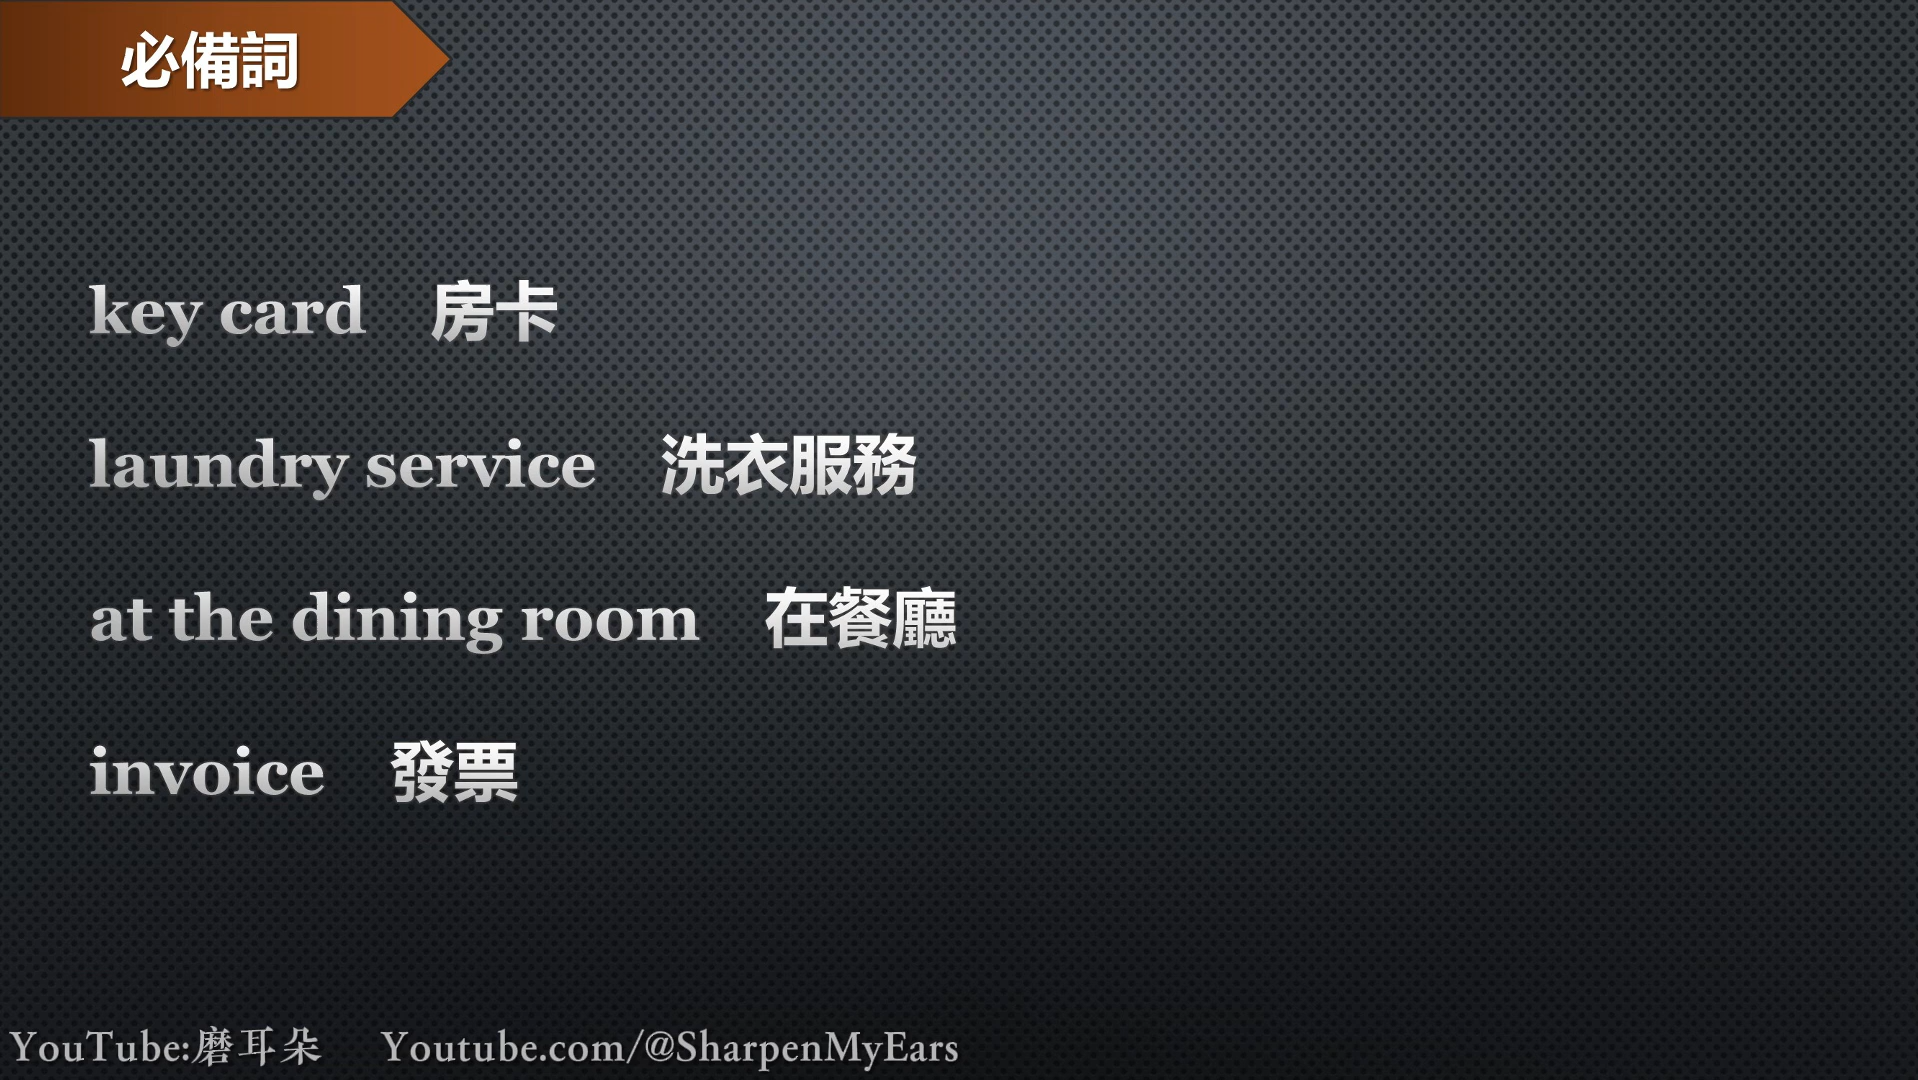 必備詞
key card 房卡
laundry service 洗衣服務
at the dining room 在餐廳
invoice 發票
YouTube:磨耳朵 Youtube.com/@SharpenMyEars